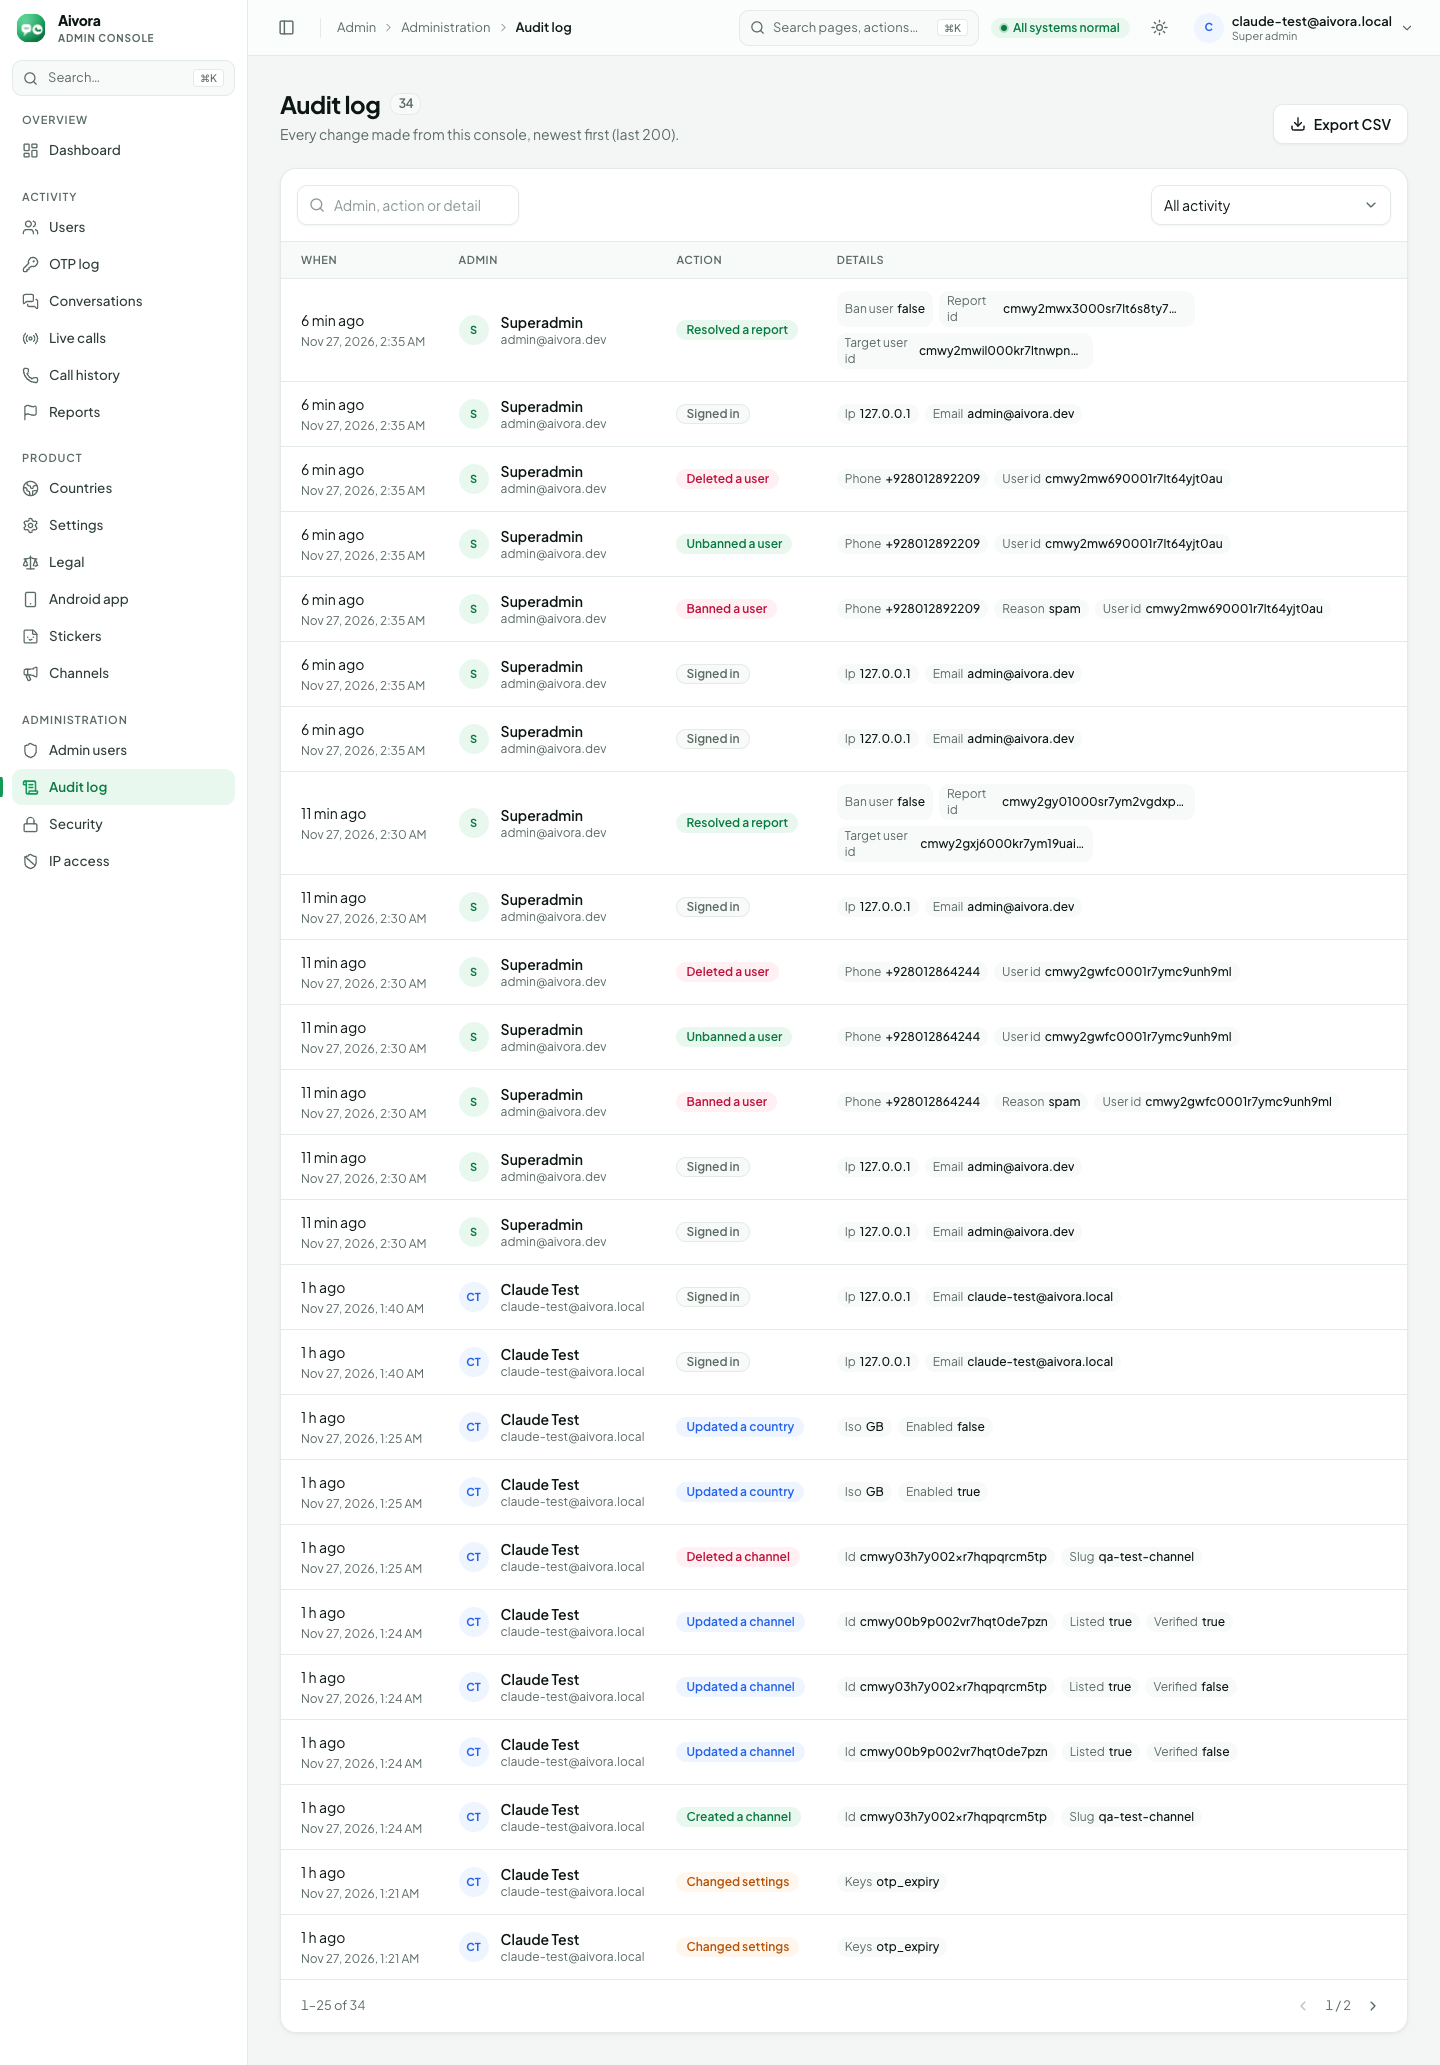 Aivora
ADMIN CONSOLE
Search…
⌘K
OVERVIEW
Dashboard
ACTIVITY
Users
OTP log
Conversations
Live calls
Call history
Reports
PRODUCT
Countries
Settings
Legal
Android app
Stickers
Channels
ADMINISTRATION
Admin users
Audit log
Security
IP access
Admin > Administration > Audit log
Search pages, actions… ⌘K
All systems normal
C
claude-test@aivora.local
Super admin
Audit log 34
Every change made from this console, newest first (last 200).
Export CSV
Admin, action or detail
All activity
WHEN ADMIN ACTION DETAILS
6 min ago
Nov 27, 2026, 2:35 AM
S Superadmin
admin@aivora.dev
Resolved a report
Ban user false Report id cmwy2mwx3000sr7lt6s8ty7…
Target user id cmwy2mwil000kr7ltnwpn…
6 min ago
Nov 27, 2026, 2:35 AM
S Superadmin
admin@aivora.dev
Signed in
Ip 127.0.0.1 Email admin@aivora.dev
6 min ago
Nov 27, 2026, 2:35 AM
S Superadmin
admin@aivora.dev
Deleted a user
Phone +928012892209 User id cmwy2mw690001r7lt64yjt0au
6 min ago
Nov 27, 2026, 2:35 AM
S Superadmin
admin@aivora.dev
Unbanned a user
Phone +928012892209 User id cmwy2mw690001r7lt64yjt0au
6 min ago
Nov 27, 2026, 2:35 AM
S Superadmin
admin@aivora.dev
Banned a user
Phone +928012892209 Reason spam User id cmwy2mw690001r7lt64yjt0au
6 min ago
Nov 27, 2026, 2:35 AM
S Superadmin
admin@aivora.dev
Signed in
Ip 127.0.0.1 Email admin@aivora.dev
6 min ago
Nov 27, 2026, 2:35 AM
S Superadmin
admin@aivora.dev
Signed in
Ip 127.0.0.1 Email admin@aivora.dev
11 min ago
Nov 27, 2026, 2:30 AM
S Superadmin
admin@aivora.dev
Resolved a report
Ban user false Report id cmwy2gy01000sr7ym2vgdxp…
Target user id cmwy2gxj6000kr7ym19uai…
11 min ago
Nov 27, 2026, 2:30 AM
S Superadmin
admin@aivora.dev
Signed in
Ip 127.0.0.1 Email admin@aivora.dev
11 min ago
Nov 27, 2026, 2:30 AM
S Superadmin
admin@aivora.dev
Deleted a user
Phone +928012864244 User id cmwy2gwfc0001r7ymc9unh9ml
11 min ago
Nov 27, 2026, 2:30 AM
S Superadmin
admin@aivora.dev
Unbanned a user
Phone +928012864244 User id cmwy2gwfc0001r7ymc9unh9ml
11 min ago
Nov 27, 2026, 2:30 AM
S Superadmin
admin@aivora.dev
Banned a user
Phone +928012864244 Reason spam User id cmwy2gwfc0001r7ymc9unh9ml
11 min ago
Nov 27, 2026, 2:30 AM
S Superadmin
admin@aivora.dev
Signed in
Ip 127.0.0.1 Email admin@aivora.dev
11 min ago
Nov 27, 2026, 2:30 AM
S Superadmin
admin@aivora.dev
Signed in
Ip 127.0.0.1 Email admin@aivora.dev
1 h ago
Nov 27, 2026, 1:40 AM
CT Claude Test
claude-test@aivora.local
Signed in
Ip 127.0.0.1 Email claude-test@aivora.local
1 h ago
Nov 27, 2026, 1:40 AM
CT Claude Test
claude-test@aivora.local
Signed in
Ip 127.0.0.1 Email claude-test@aivora.local
1 h ago
Nov 27, 2026, 1:25 AM
CT Claude Test
claude-test@aivora.local
Updated a country
Iso GB Enabled false
1 h ago
Nov 27, 2026, 1:25 AM
CT Claude Test
claude-test@aivora.local
Updated a country
Iso GB Enabled true
1 h ago
Nov 27, 2026, 1:25 AM
CT Claude Test
claude-test@aivora.local
Deleted a channel
Id cmwy03h7y002xr7hqpqrcm5tp Slug qa-test-channel
1 h ago
Nov 27, 2026, 1:24 AM
CT Claude Test
claude-test@aivora.local
Updated a channel
Id cmwy00b9p002vr7hqt0de7pzn Listed true Verified true
1 h ago
Nov 27, 2026, 1:24 AM
CT Claude Test
claude-test@aivora.local
Updated a channel
Id cmwy03h7y002xr7hqpqrcm5tp Listed true Verified false
1 h ago
Nov 27, 2026, 1:24 AM
CT Claude Test
claude-test@aivora.local
Updated a channel
Id cmwy00b9p002vr7hqt0de7pzn Listed true Verified false
1 h ago
Nov 27, 2026, 1:24 AM
CT Claude Test
claude-test@aivora.local
Created a channel
Id cmwy03h7y002xr7hqpqrcm5tp Slug qa-test-channel
1 h ago
Nov 27, 2026, 1:21 AM
CT Claude Test
claude-test@aivora.local
Changed settings
Keys otp_expiry
1 h ago
Nov 27, 2026, 1:21 AM
CT Claude Test
claude-test@aivora.local
Changed settings
Keys otp_expiry
1–25 of 34
1 / 2